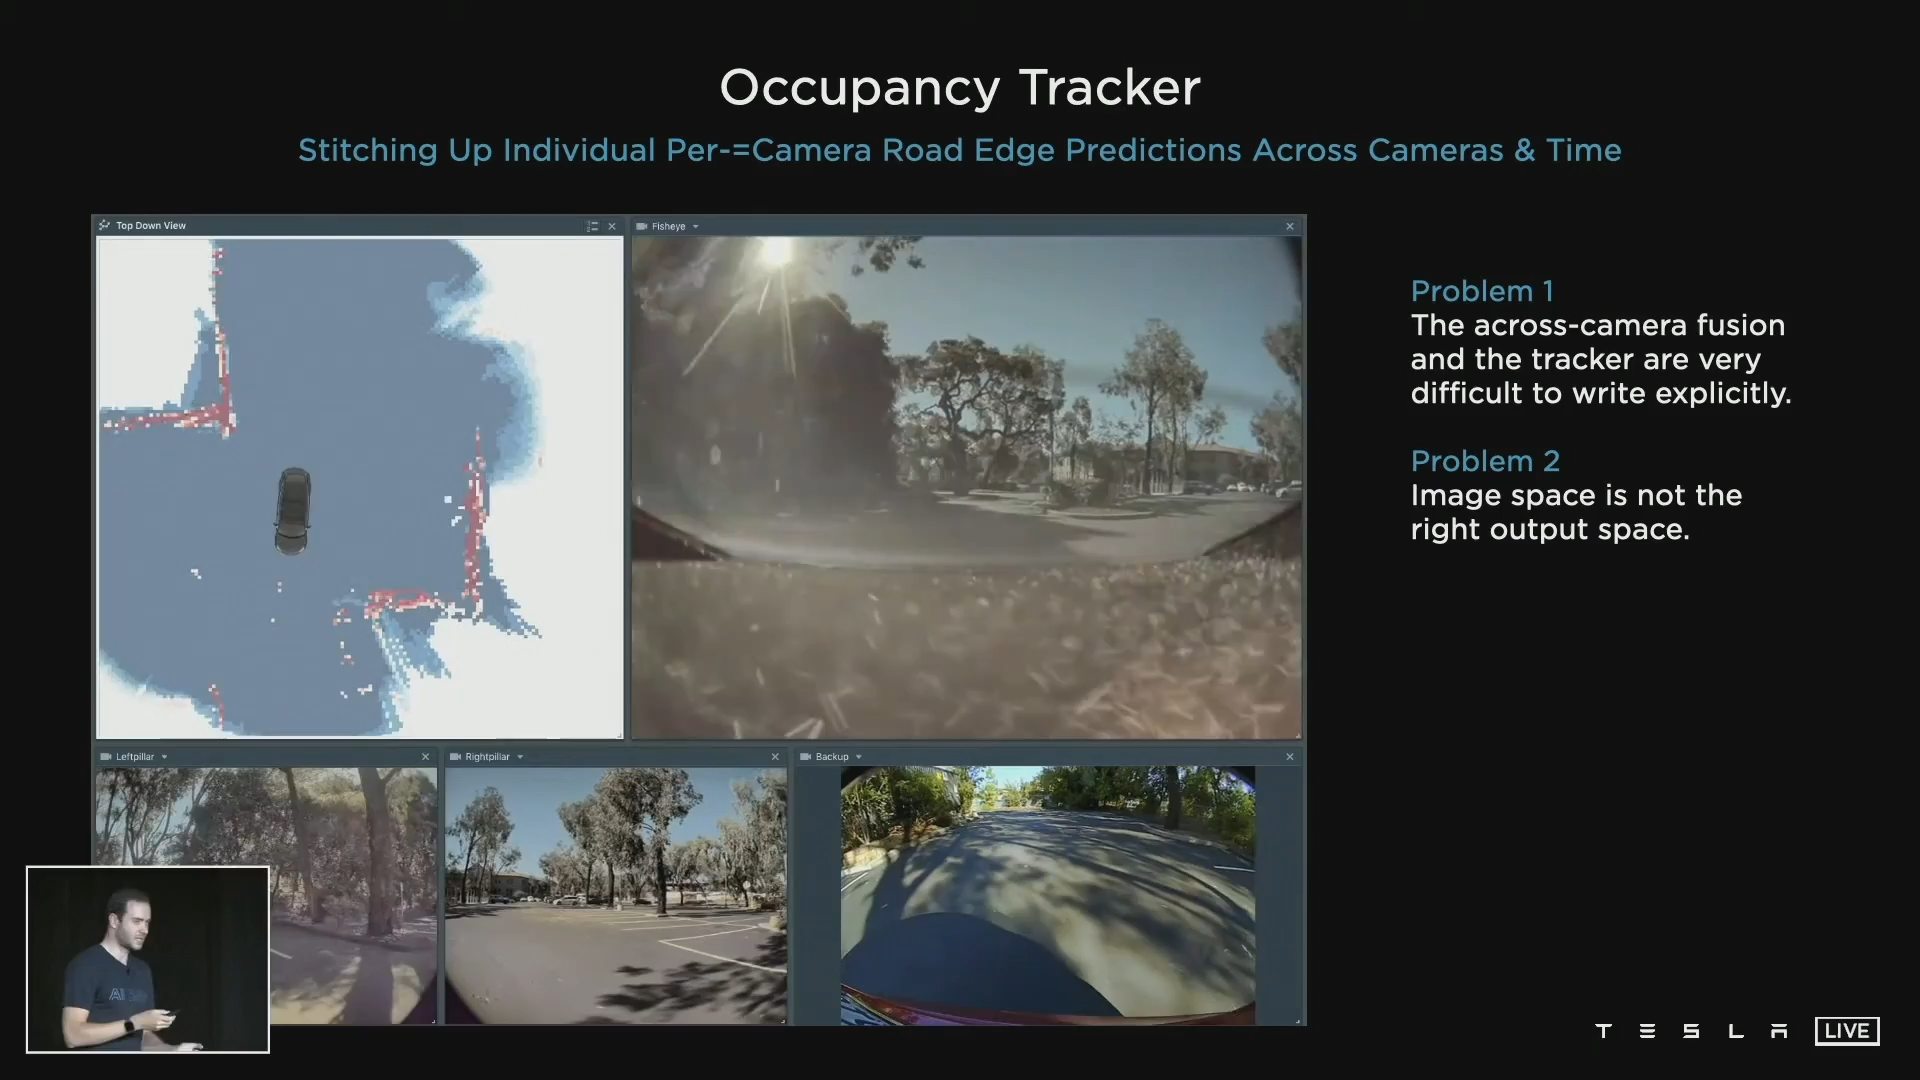 Occupancy Tracker
Stitching Up Individual Per-=Camera Road Edge Predictions Across Cameras & Time
Top Down View
Fisheye
Problem 1
The across-camera fusion
and the tracker are very
difficult to write explicitly.
Problem 2
Image space is not the
right output space.
Leftpillar
Rightpillar
Backup
TESLA LIVE